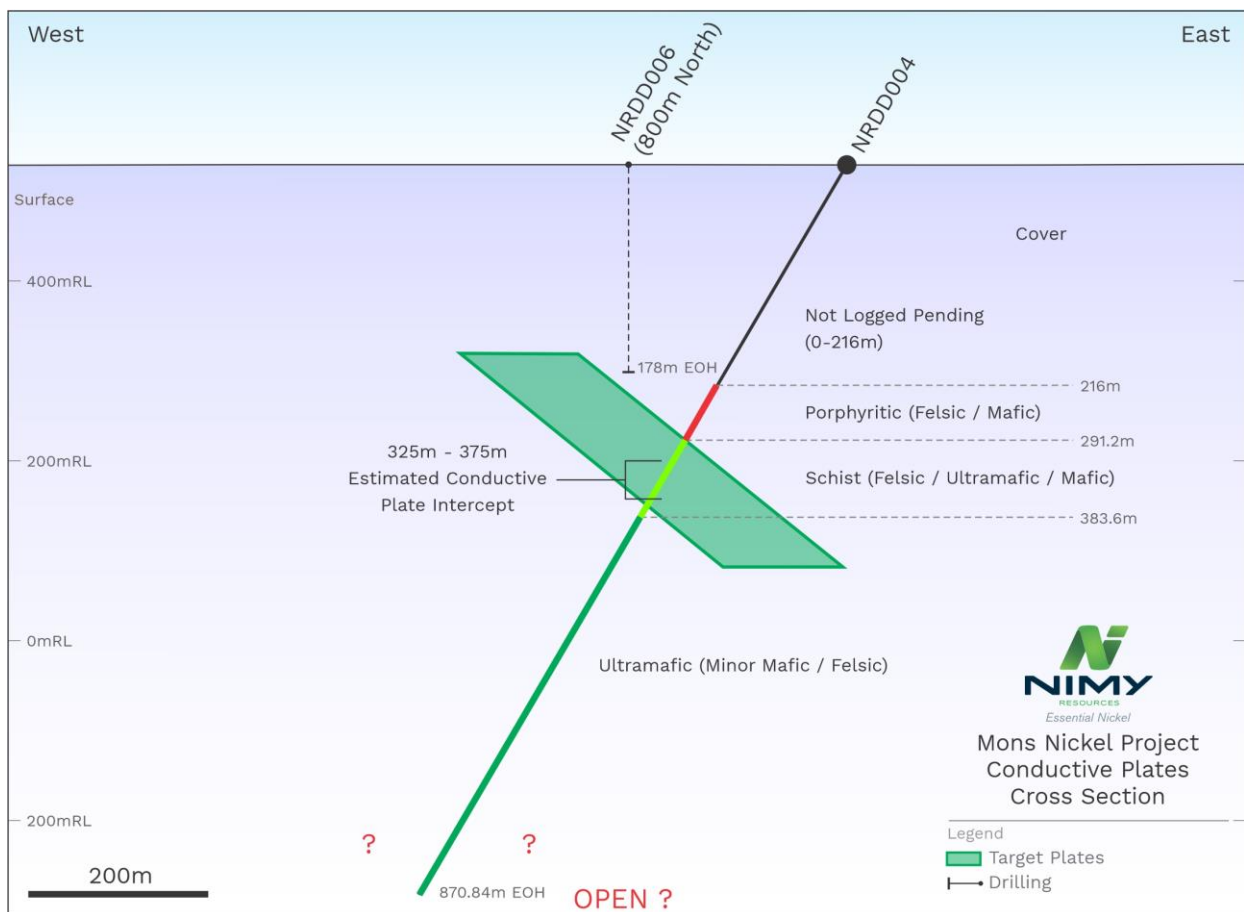 West
East
NRDD006
(800m North)
NRDD004
Surface
Cover
400mRL
Not Logged Pending
(0-216m)
178m EOH
216m
Porphyritic (Felsic / Mafic)
291.2m
325m - 375m
Estimated Conductive
Plate Intercept
200mRL
Schist (Felsic / Ultramafic / Mafic)
383.6m
0mRL
Ultramafic (Minor Mafic / Felsic)
NIMY
RESOURCES
Essential Nickel
Mons Nickel Project
Conductive Plates
Cross Section
200mRL
? ?
Legend
Target Plates
Drilling
200m
870.84m EOH
OPEN ?